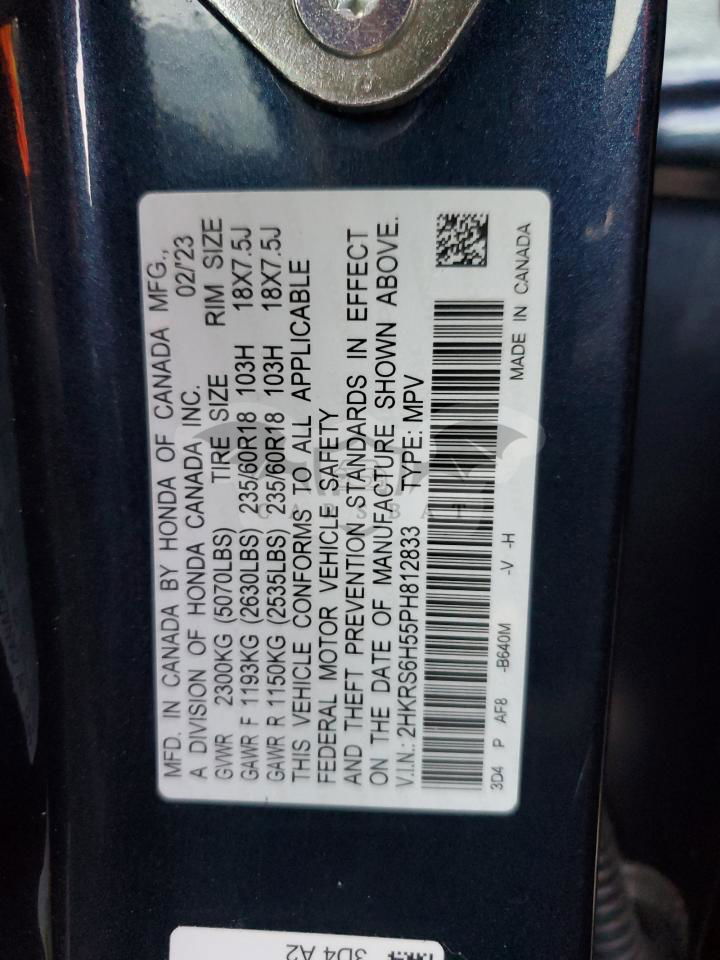 MFD. IN CANADA BY HONDA OF CANADA MFG.,
A DIVISION OF HONDA CANADA INC. 02/'23
GVWR 2300KG (5070LBS) TIRE SIZE RIM SIZE
GAWR F 1193KG (2630LBS) 235/60R18 103H 18X7.5J
GAWR R 1150KG (2535LBS) 235/60R18 103H 18X7.5J
THIS VEHICLE CONFORMS TO ALL APPLICABLE
FEDERAL MOTOR VEHICLE SAFETY
AND THEFT PREVENTION STANDARDS IN EFFECT
ON THE DATE OF MANUFACTURE SHOWN ABOVE.
V.I.N.: 2HKRS6H55PH812833 TYPE: MPV
3D4 P AF8 -B640M -V -H MADE IN CANADA
CARSBAT
3D4 A2